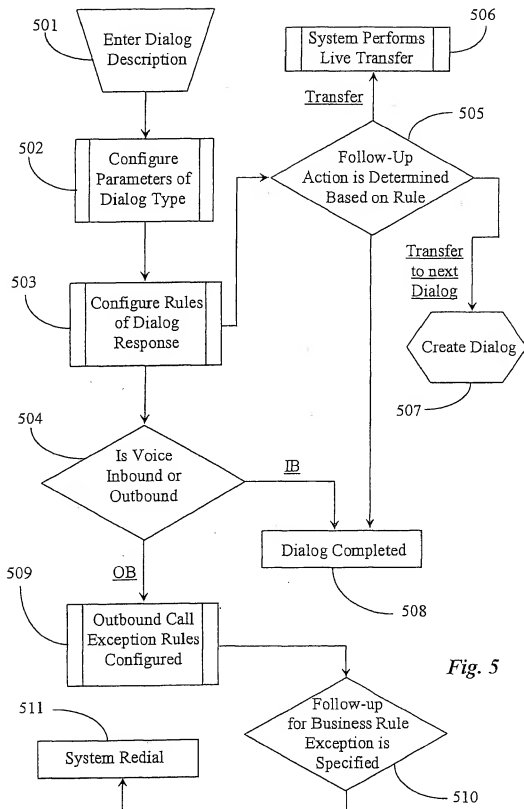 501
Enter Dialog
Description
506
System Performs
Live Transfer
Transfer
505
502
Configure
Parameters of
Dialog Type
Follow-Up
Action is Determined
Based on Rule
503
Configure Rules
of Dialog
Response
Transfer
to next
Dialog
Create Dialog
507
504
Is Voice
Inbound or
Outbound
IB
Dialog Completed
508
OB
509
Outbound Call
Exception Rules
Configured
Fig. 5
511
System Redial
Follow-up
for Business Rule
Exception is
Specified
510